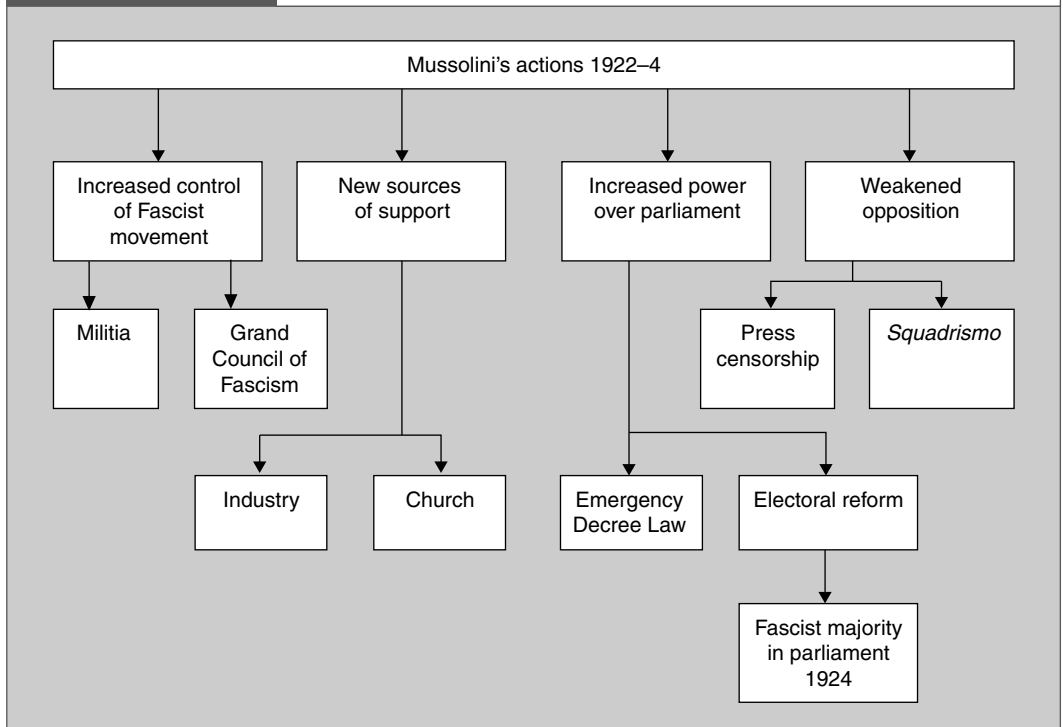 Mussolini's actions 1922–4
Increased control
of Fascist
movement
New sources
of support
Increased power
over parliament
Weakened
opposition
Militia
Grand
Council of
Fascism
Press
censorship
Squadrismo
Industry
Church
Emergency
Decree Law
Electoral reform
Fascist majority
in parliament
1924